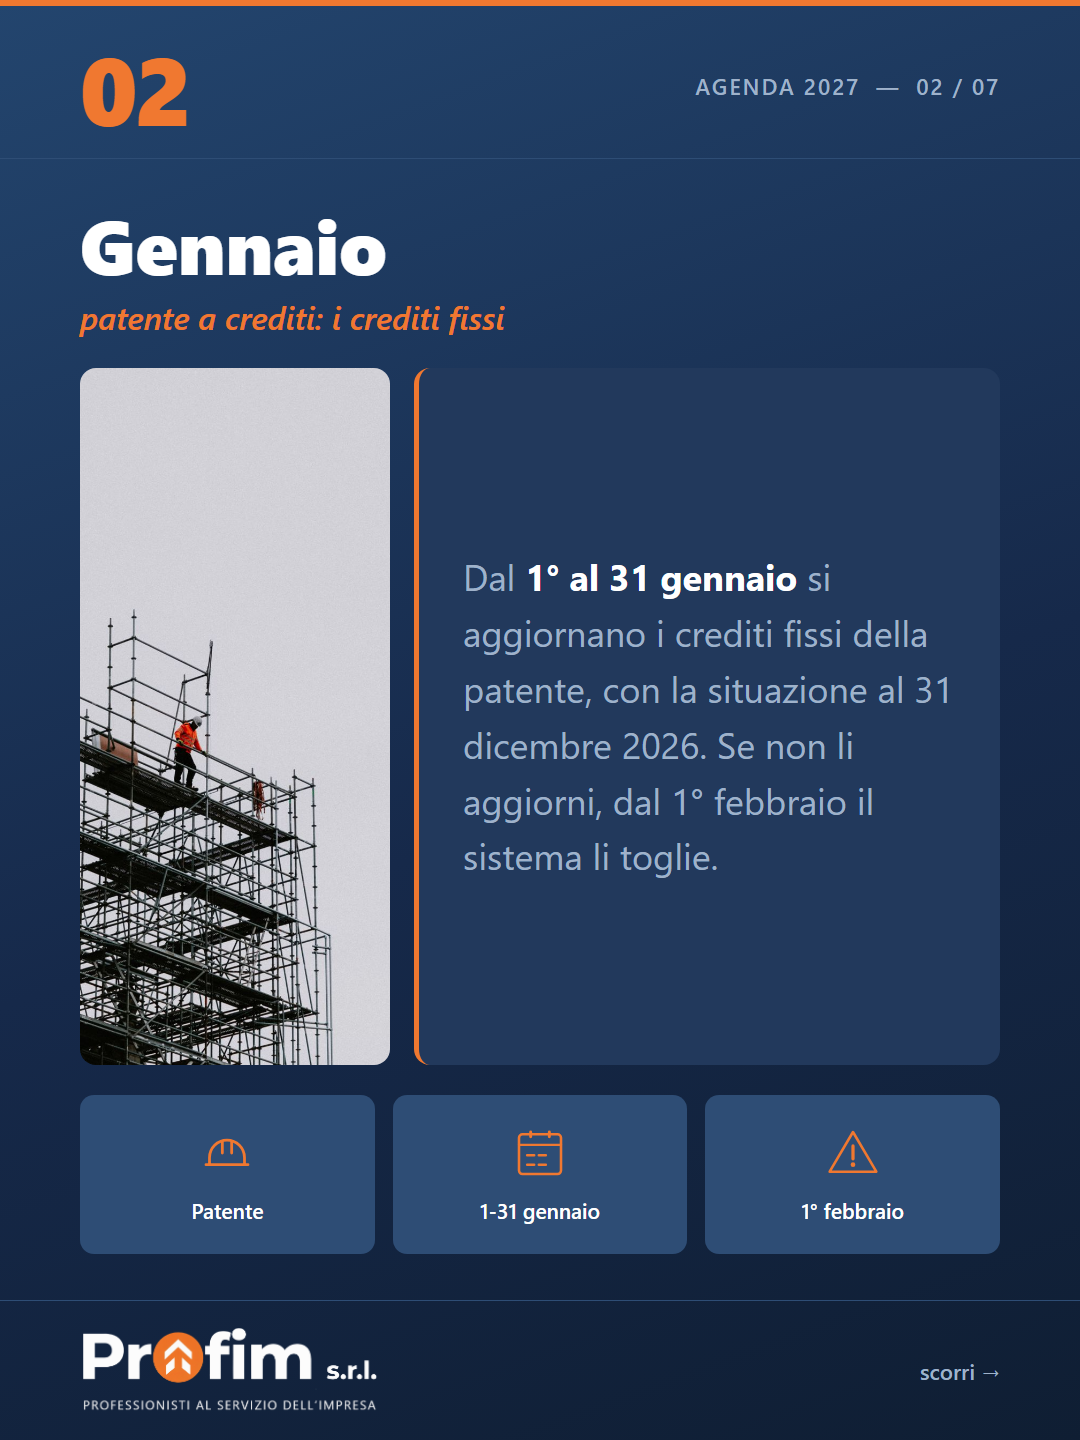 02
AGENDA 2027 — 02 / 07
Gennaio
patente a crediti: i crediti fissi
Dal 1° al 31 gennaio si
aggiornano i crediti fissi della
patente, con la situazione al 31
dicembre 2026. Se non li
aggiorni, dal 1° febbraio il
sistema li toglie.
Patente
1-31 gennaio
1° febbraio
Profim s.r.l.
PROFESSIONISTI AL SERVIZIO DELL'IMPRESA
scorri →